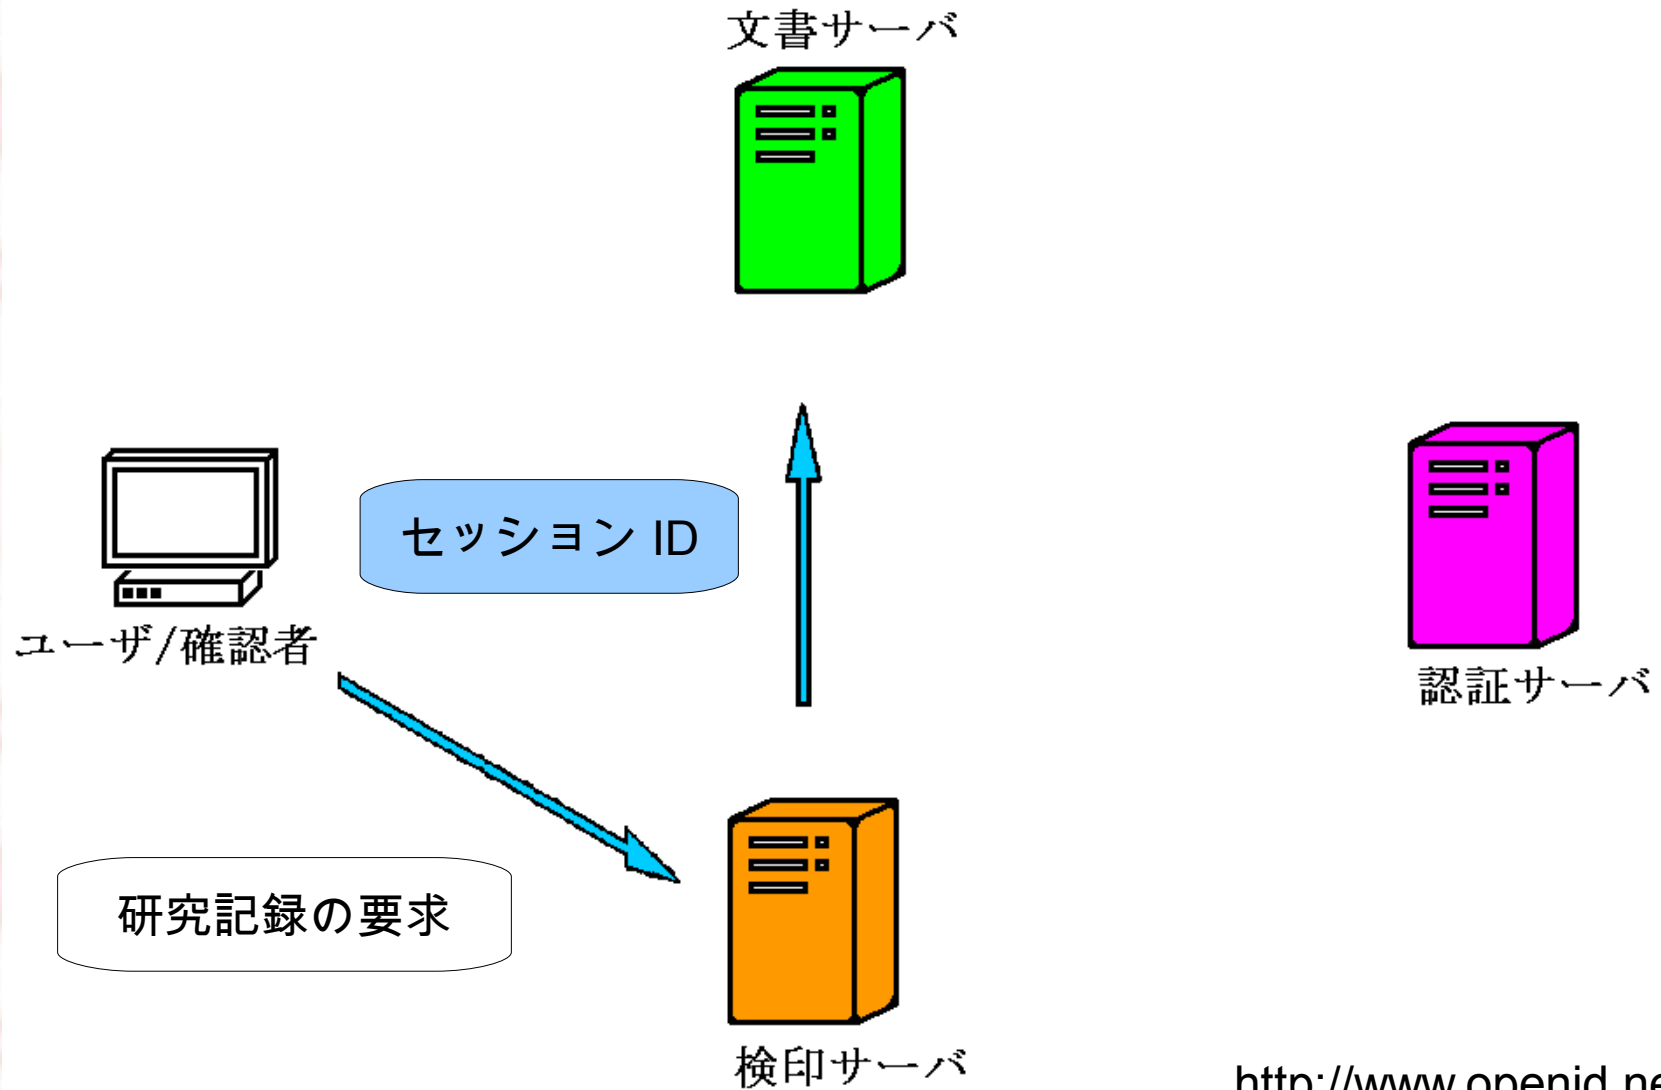 文書サーバ
セッション ID
ユーザ/確認者
認証サーバ
研究記録の要求
検印サーバ
http://www.openid.ne